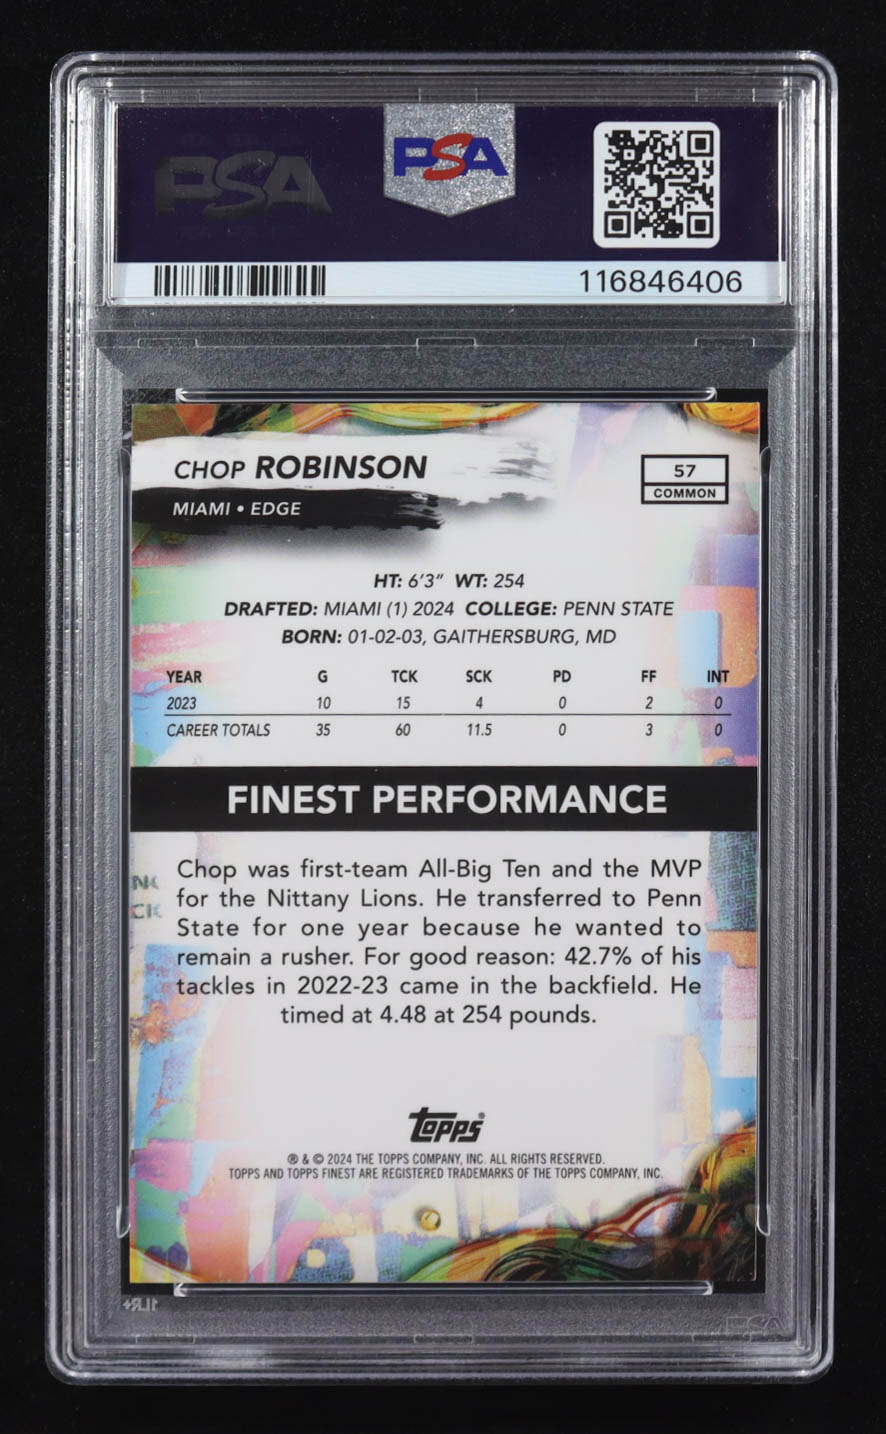 PSA PSA
116846406
CHOP ROBINSON
57
COMMON
MIAMI • EDGE
HT: 6'3" WT: 254
DRAFTED: MIAMI (1) 2024 COLLEGE: PENN STATE
BORN: 01-02-03, GAITHERSBURG, MD
YEAR G TCK SCK PD FF INT
2023 10 15 4 0 2 0
CAREER TOTALS 35 60 11.5 0 3 0
FINEST PERFORMANCE
Chop was first-team All-Big Ten and the MVP
for the Nittany Lions. He transferred to Penn
State for one year because he wanted to
remain a rusher. For good reason: 42.7% of his
tackles in 2022-23 came in the backfield. He
timed at 4.48 at 254 pounds.
Topps®
® & © 2024 THE TOPPS COMPANY, INC. ALL RIGHTS RESERVED.
TOPPS AND TOPPS FINEST ARE REGISTERED TRADEMARKS OF THE TOPPS COMPANY, INC.
PSA